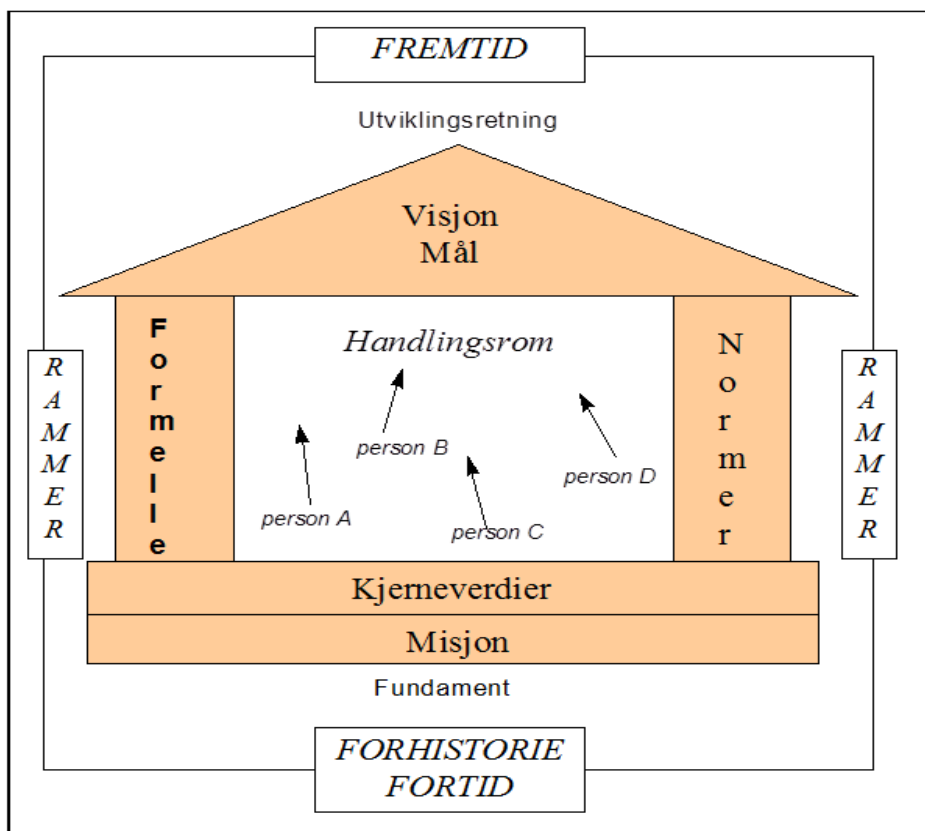 FREMTID
Utviklingsretning
Visjon
Mål
Formelle
Handlingsrom
Normer
RAMMER
RAMMER
person B
person A
person C
person D
Kjerneverdier
Misjon
Fundament
FORHISTORIE
FORTID